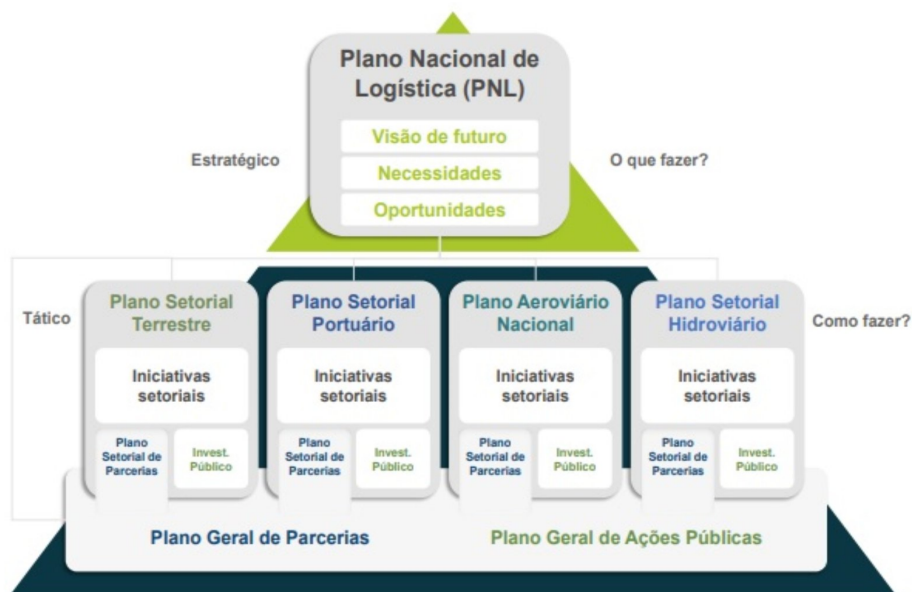 Plano Nacional de
Logística (PNL)
Visão de futuro
Estratégico
O que fazer?
Necessidades
Oportunidades
Tático
Plano Setorial
Terrestre
Plano Setorial
Portuário
Plano Aeroviário
Nacional
Plano Setorial
Hidroviário
Como fazer?
Iniciativas
setoriais
Iniciativas
setoriais
Iniciativas
setoriais
Iniciativas
setoriais
Plano
Setorial de
Parcerias
Invest.
Público
Plano
Setorial de
Parcerias
Invest.
Público
Plano
Setorial de
Parcerias
Invest.
Público
Plano
Setorial de
Parcerias
Invest.
Público
Plano Geral de Parcerias
Plano Geral de Ações Públicas